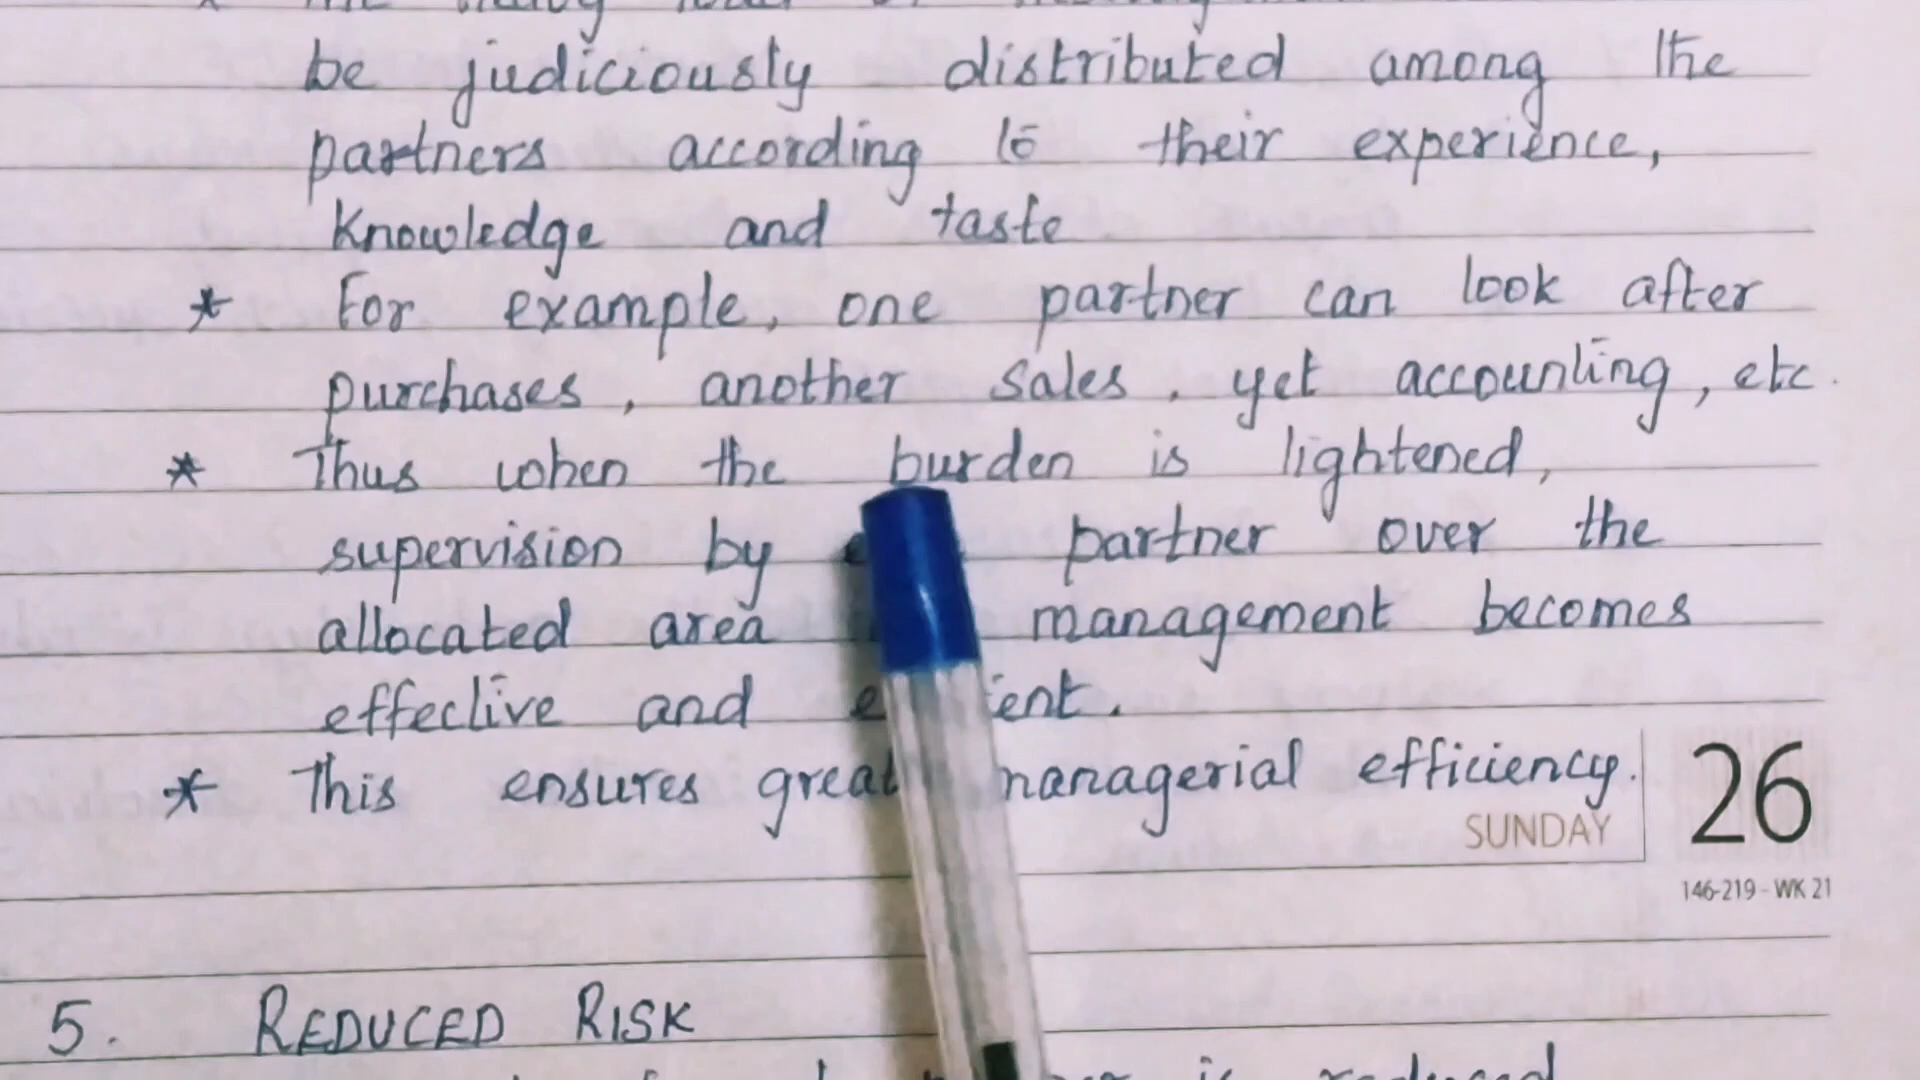 be judiciously distributed among the
partners according to their experience,
Knowledge and taste
* For example, one partner can look after
purchases, another sales, yet accounting, etc.
* Thus when the burden is lightened,
supervision by partner over the
allocated area management becomes
effective and
* This ensures managerial efficiency.
SUNDAY 26
146-219 - WK 21
5. REDUCED RISK
is reduced